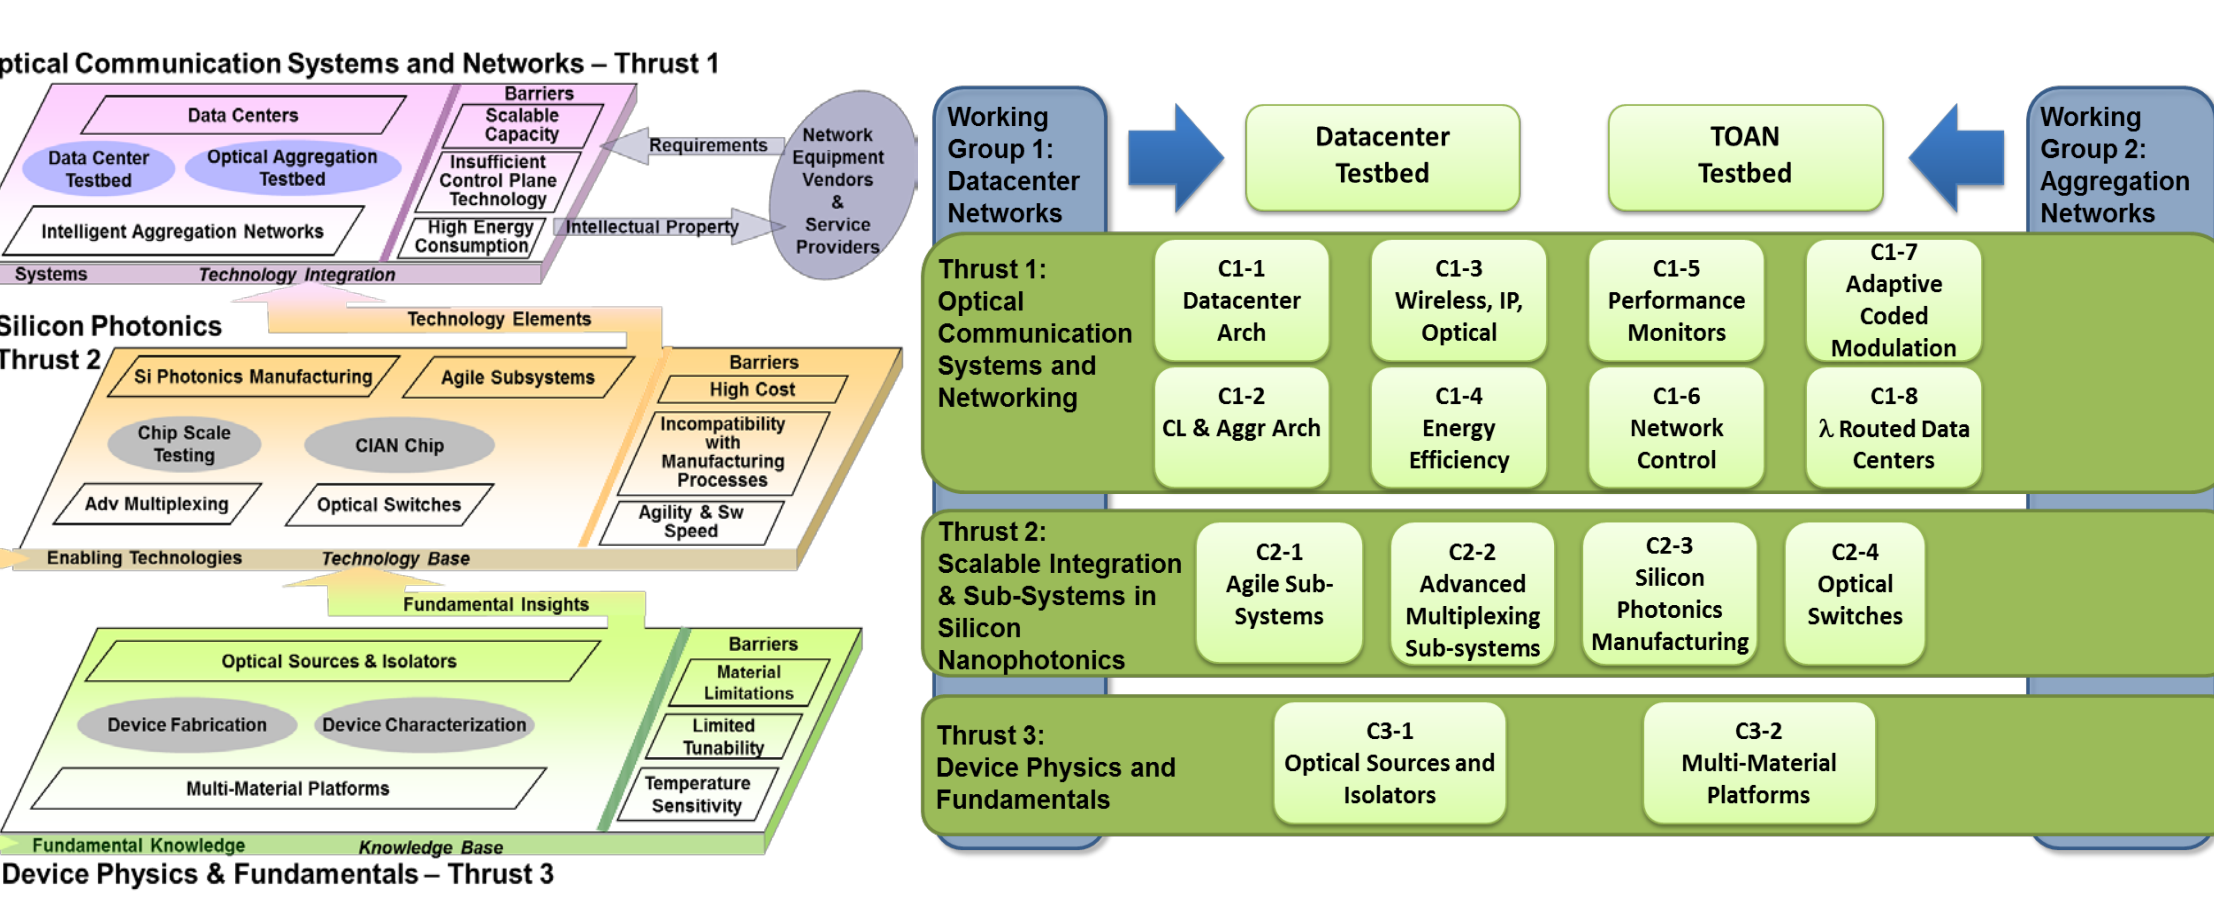 ptical Communication Systems and Networks – Thrust 1
Data Centers
Data Center
Testbed
Optical Aggregation
Testbed
Intelligent Aggregation Networks
Barriers
Scalable
Capacity
Insufficient
Control Plane
Technology
High Energy
Consumption
Systems
Technology Integration
Requirements
Intellectual Property
Network
Equipment
Vendors
&
Service
Providers
Technology Elements
Silicon Photonics
Thrust 2
Si Photonics Manufacturing
Agile Subsystems
Chip Scale
Testing
CIAN Chip
Adv Multiplexing
Optical Switches
Barriers
High Cost
Incompatibility
with
Manufacturing
Processes
Agility & Sw
Speed
Enabling Technologies
Technology Base
Fundamental Insights
Optical Sources & Isolators
Device Fabrication
Device Characterization
Multi-Material Platforms
Barriers
Material
Limitations
Limited
Tunability
Temperature
Sensitivity
Fundamental Knowledge
Knowledge Base
Device Physics & Fundamentals – Thrust 3
Working
Group 1:
Datacenter
Networks
Datacenter
Testbed
TOAN
Testbed
Working
Group 2:
Aggregation
Networks
Thrust 1:
Optical
Communication
Systems and
Networking
C1-1
Datacenter
Arch
C1-3
Wireless, IP,
Optical
C1-5
Performance
Monitors
C1-7
Adaptive
Coded
Modulation
C1-2
CL & Aggr Arch
C1-4
Energy
Efficiency
C1-6
Network
Control
C1-8
λ Routed Data
Centers
Thrust 2:
Scalable Integration
& Sub-Systems in
Silicon
Nanophotonics
C2-1
Agile Sub-
Systems
C2-2
Advanced
Multiplexing
Sub-systems
C2-3
Silicon
Photonics
Manufacturing
C2-4
Optical
Switches
Thrust 3:
Device Physics and
Fundamentals
C3-1
Optical Sources and
Isolators
C3-2
Multi-Material
Platforms